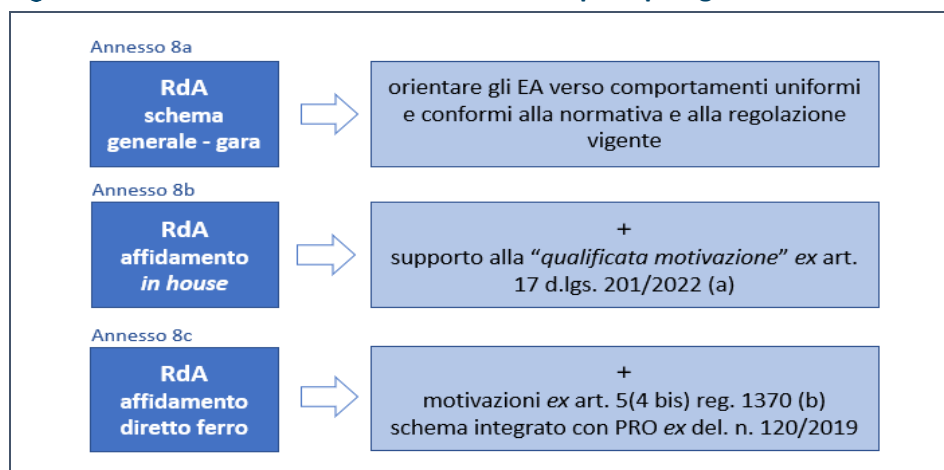 Annesso 8a
RdA
schema
generale - gara
orientare gli EA verso comportamenti uniformi
e conformi alla normativa e alla regolazione
vigente
Annesso 8b
RdA
affidamento
in house
+
supporto alla “qualificata motivazione” ex art.
17 d.lgs. 201/2022 (a)
Annesso 8c
RdA
affidamento
diretto ferro
+
motivazioni ex art. 5(4 bis) reg. 1370 (b)
schema integrato con PRO ex del. n. 120/2019